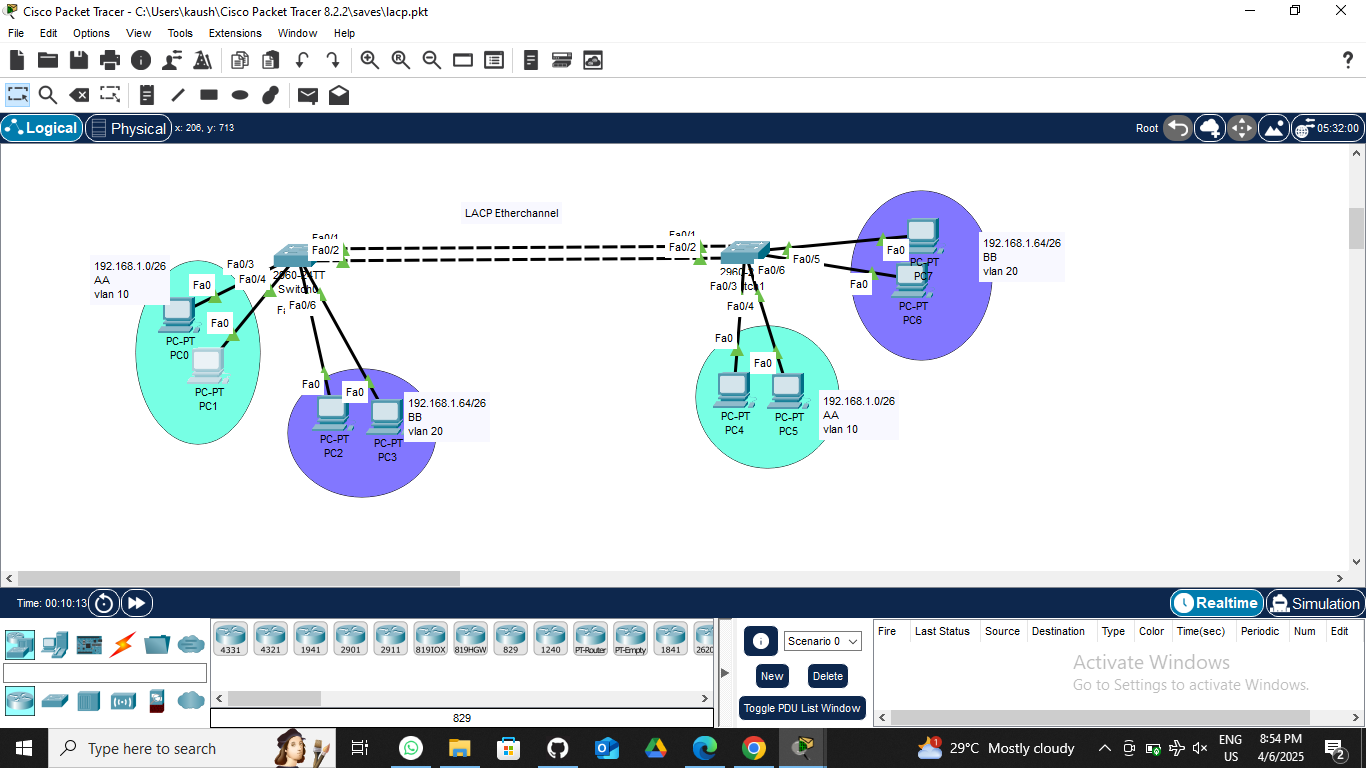 Cisco Packet Tracer - C:\Users\kaush\Cisco Packet Tracer 8.2.2\saves\lacp.pkt
File Edit Options View Tools Extensions Window Help
Logical
Physical
x: 206, y: 713
Root
05:32:00
LACP Etherchannel
Fa0/1
Fa0/2
Fa0/1
Fa0/2
192.168.1.0/26
AA
vlan 10
Fa0/3
Fa0/4
Fa0
Fa0
PC-PT
PC0
PC-PT
PC1
2960-24TT
Switch0
Fa0/6
Fa0
Fa0
PC-PT
PC2
PC-PT
PC3
192.168.1.64/26
BB
vlan 20
Fa0/6
Fa0/5
Fa0/3
Fa0/4
Fa0
Fa0
PC-PT
PC4
PC-PT
PC5
192.168.1.0/26
AA
vlan 10
Fa0
Fa0
PC-PT
PC7
PC-PT
PC6
192.168.1.64/26
BB
vlan 20
Time: 00:10:13
Realtime
Simulation
4331 4321 1941 2901 2911 819IOX 819HGW 829 1240 PT-Router PT-Empty 1841
829
Scenario 0
New
Delete
Toggle PDU List Window
Fire Last Status Source Destination Type Color Time(sec) Periodic Num Edit
Activate Windows
Go to Settings to activate Windows.
Type here to search
29°C Mostly cloudy
ENG
US
8:54 PM
4/6/2025
2